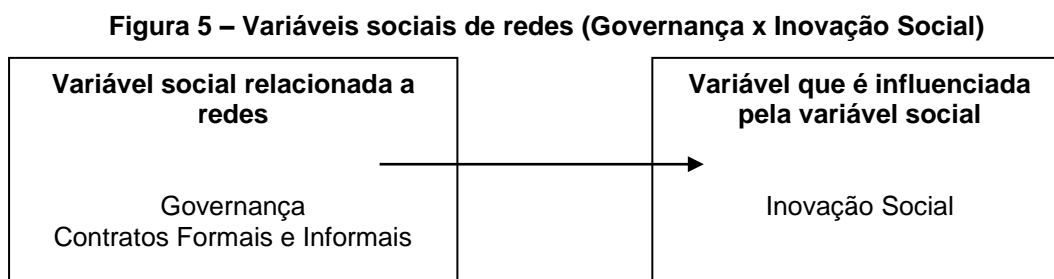 Figura 5 – Variáveis sociais de redes (Governança x Inovação Social)
Variável social relacionada a
redes
Governança
Contratos Formais e Informais
Variável que é influenciada
pela variável social
Inovação Social